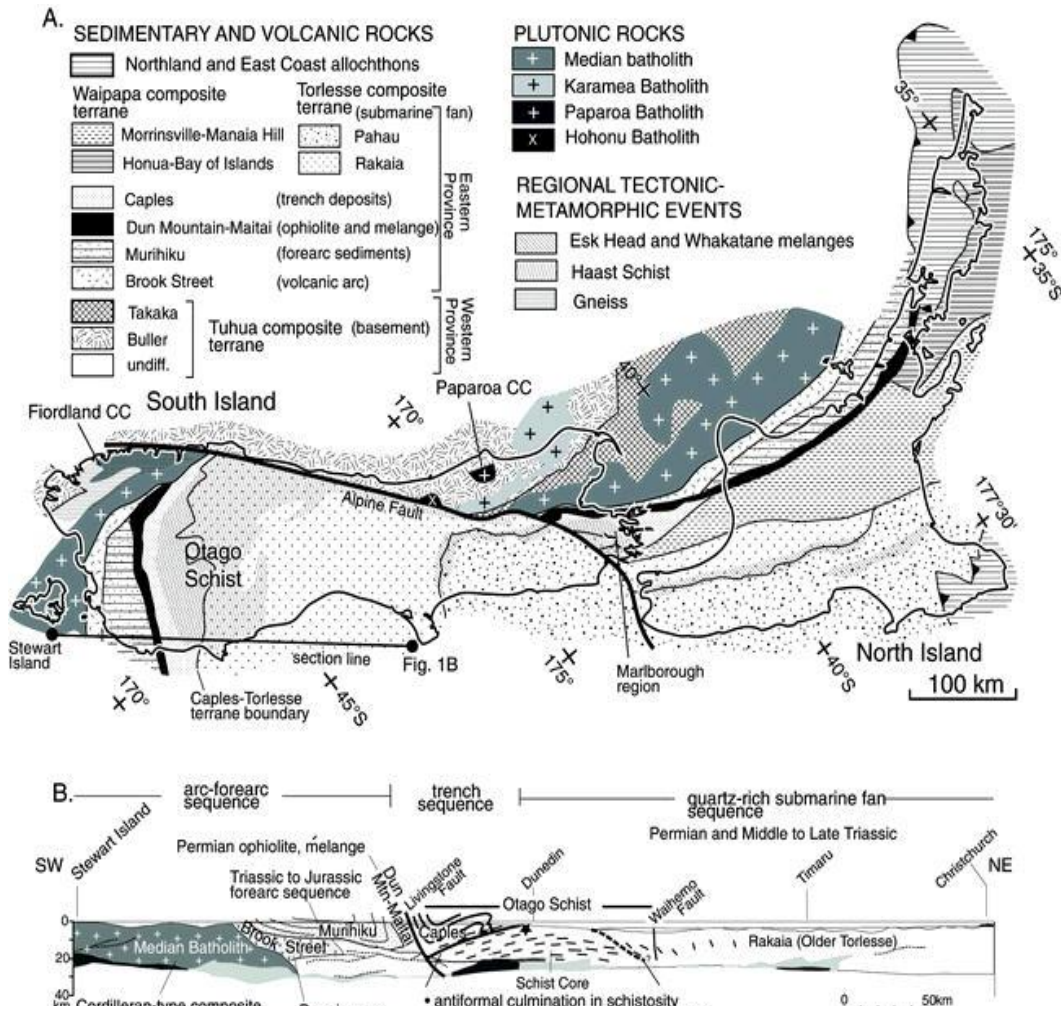 A.
SEDIMENTARY AND VOLCANIC ROCKS
Northland and East Coast allochthons
Waipapa composite
terrane
Morrinsville-Manaia Hill
Honua-Bay of Islands
Torlesse composite
terrane (submarine fan)
Pahau
Rakaia
Caples (trench deposits)
Dun Mountain-Maitai (ophiolite and melange)
Murihiku (forearc sediments)
Brook Street (volcanic arc)
Eastern
Province
Takaka
Buller
undiff.
Tuhua composite (basement)
terrane
Western
Province
PLUTONIC ROCKS
Median batholith
Karamea Batholith
Paparoa Batholith
Hohonu Batholith
REGIONAL TECTONIC-
METAMORPHIC EVENTS
Esk Head and Whakatane melanges
Haast Schist
Gneiss
35°
175°
35°S
Fiordland CC
South Island
170°
Paparoa CC
40°
Alpine Fault
177°30'
Otago
Schist
Stewart
Island
section line
Fig. 1B
170°
Caples-Torlesse
terrane boundary
45°S
175°
Marlborough
region
40°S
North Island
100 km
B.
arc-forearc
sequence
trench
sequence
quartz-rich submarine fan
sequence
Permian and Middle to Late Triassic
SW
Stewart Island
Permian ophiolite, melange
Triassic to Jurassic
forearc sequence
Dun
Mtn-Maitai
Livingstone
Fault
Dunedin
Otago Schist
Waihemo
Fault
Timaru
Christchurch
NE
0
20
40
km
Median Batholith
Brook Street
Murihiku
Caples
Rakaia (Older Torlesse)
Schist Core
• antiformal culmination in schistosity
Cordilleran-type composite
0 50km